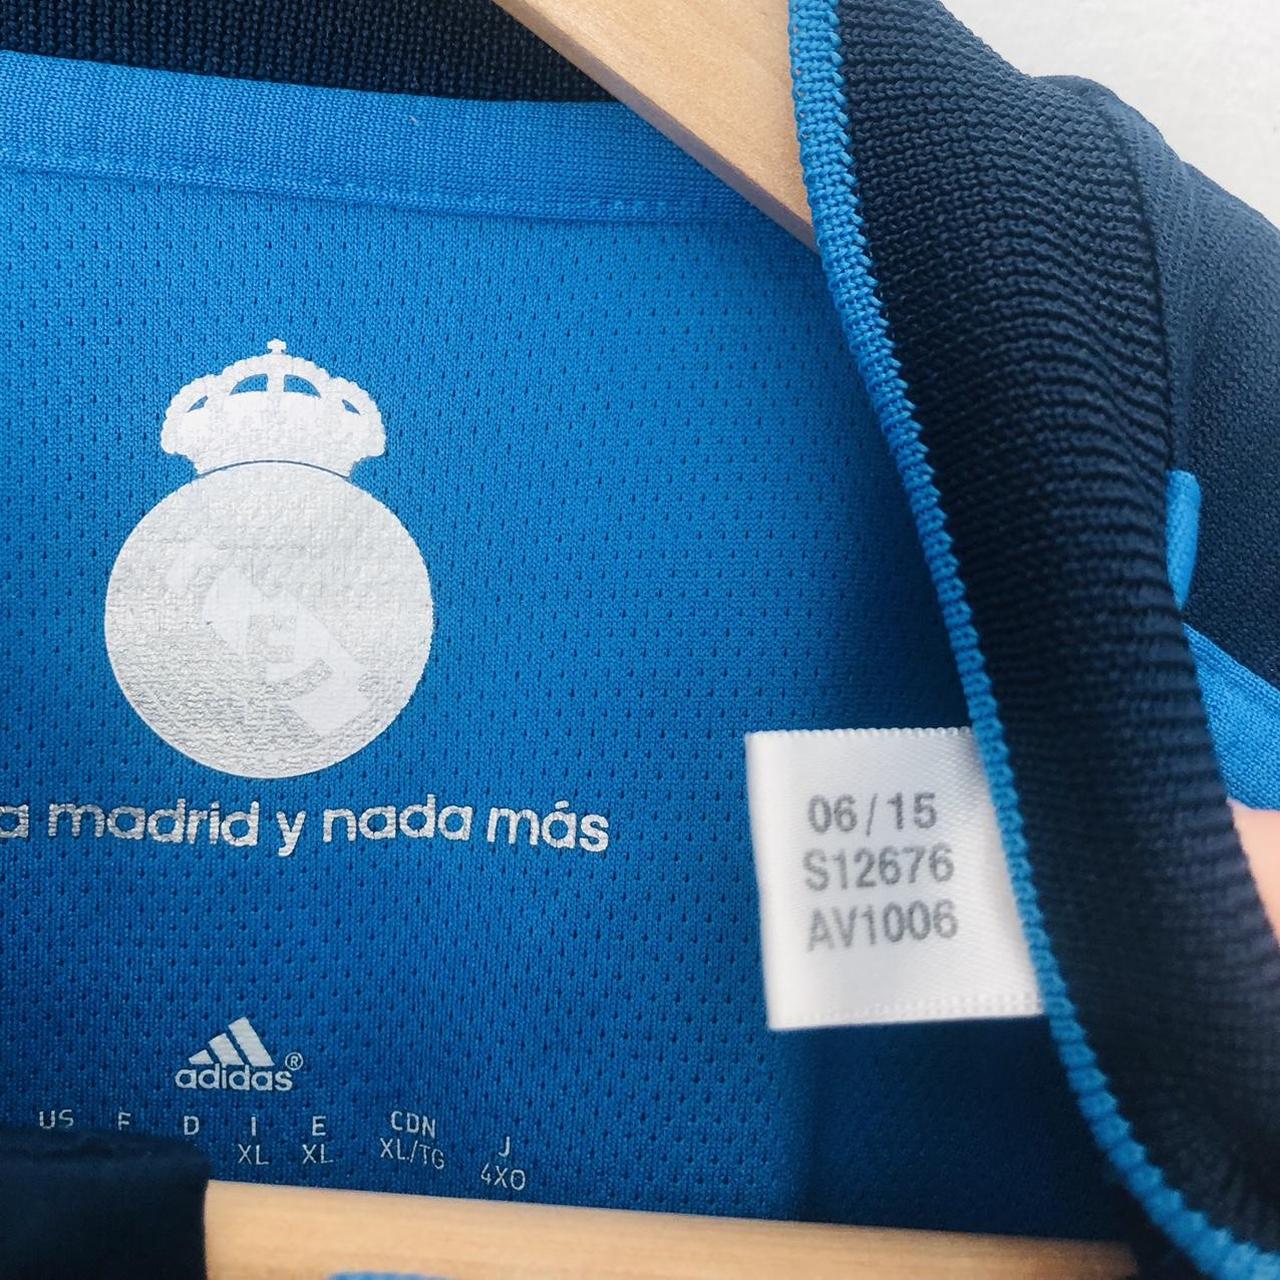 a madrid y nada más
06/15
S12676
AV1006
adidas®
US F D I E CDN J
XL XL XL/TG 4XO